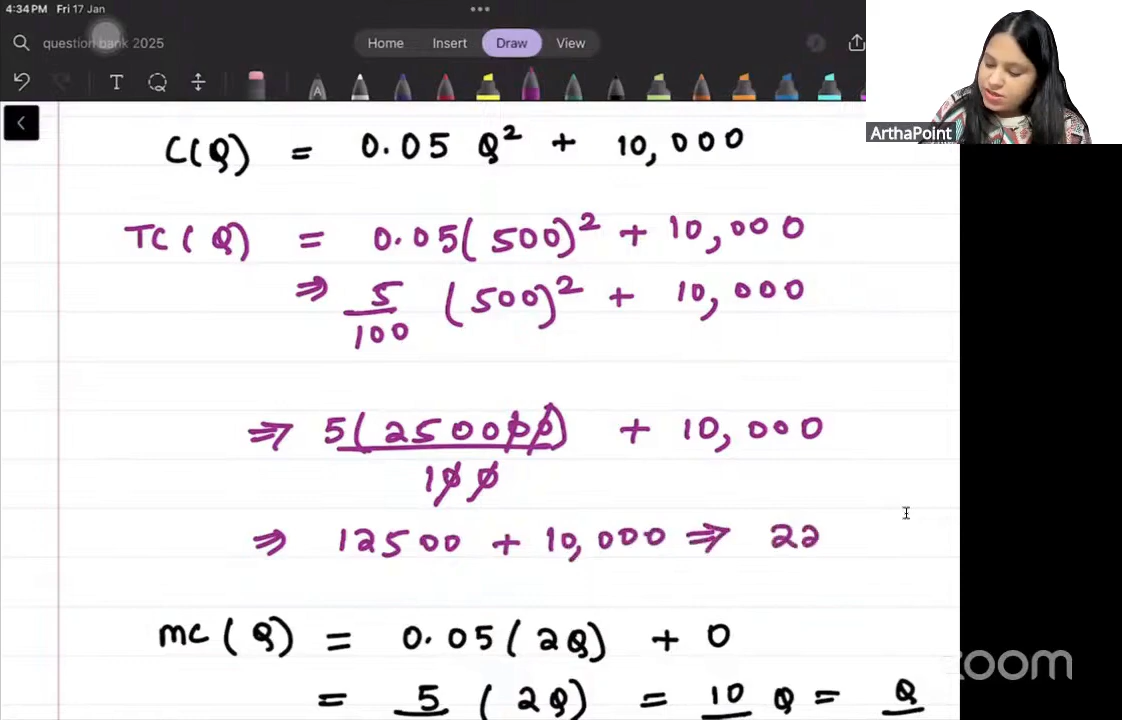 4:34 PM Fri 17 Jan
question bank 2025
Home Insert Draw View
T
A
ArthaPoint
C(Q) = 0.05 Q² + 10,000
TC(Q) = 0.05(500)² + 10,000
⇒ 5/100 (500)² + 10,000
⇒ 5(250000)/100 + 10,000
⇒ 12500 + 10,000 ⇒ 22
mc(Q) = 0.05(2Q) + 0
= 5 (2Q) = 10 Q = Q
zoom